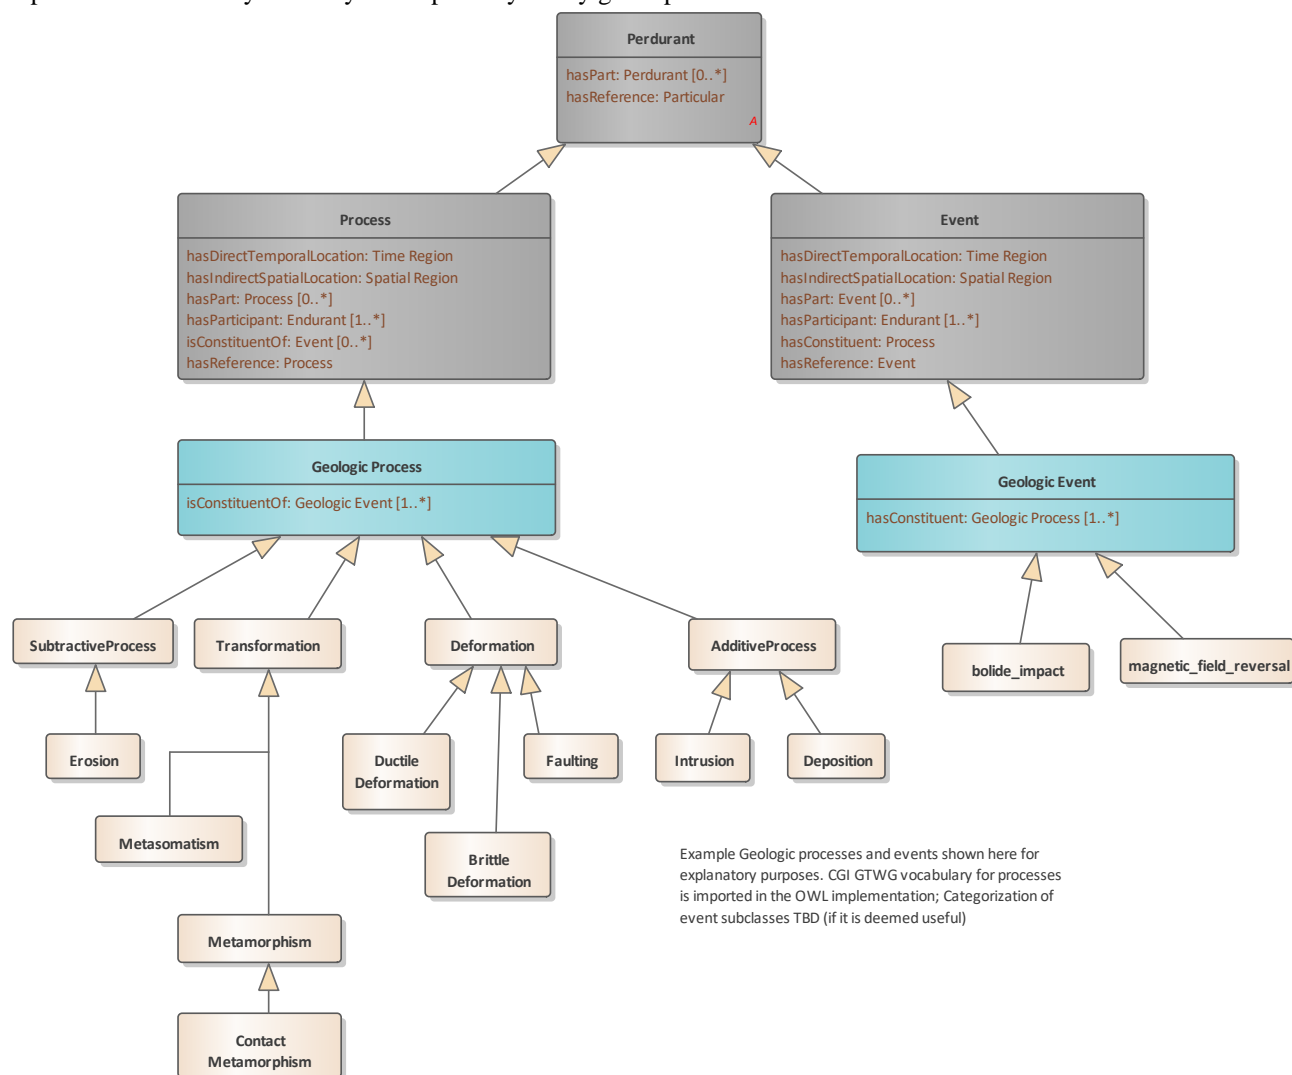 Perdurant
hasPart: Perdurant [0..*]
hasReference: Particular
A
Process
hasDirectTemporalLocation: Time Region
hasIndirectSpatialLocation: Spatial Region
hasPart: Process [0..*]
hasParticipant: Endurant [1..*]
isConstituentOf: Event [0..*]
hasReference: Process
Event
hasDirectTemporalLocation: Time Region
hasIndirectSpatialLocation: Spatial Region
hasPart: Event [0..*]
hasParticipant: Endurant [1..*]
hasConstituent: Process
hasReference: Event
Geologic Process
isConstituentOf: Geologic Event [1..*]
Geologic Event
hasConstituent: Geologic Process [1..*]
SubtractiveProcess
Transformation
Deformation
AdditiveProcess
bolide_impact
magnetic_field_reversal
Erosion
Ductile
Deformation
Faulting
Intrusion
Deposition
Metasomatism
Brittle
Deformation
Example Geologic processes and events shown here for
explanatory purposes. CGI GTWG vocabulary for processes
is imported in the OWL implementation; Categorization of
event subclasses TBD (if it is deemed useful)
Metamorphism
Contact
Metamorphism